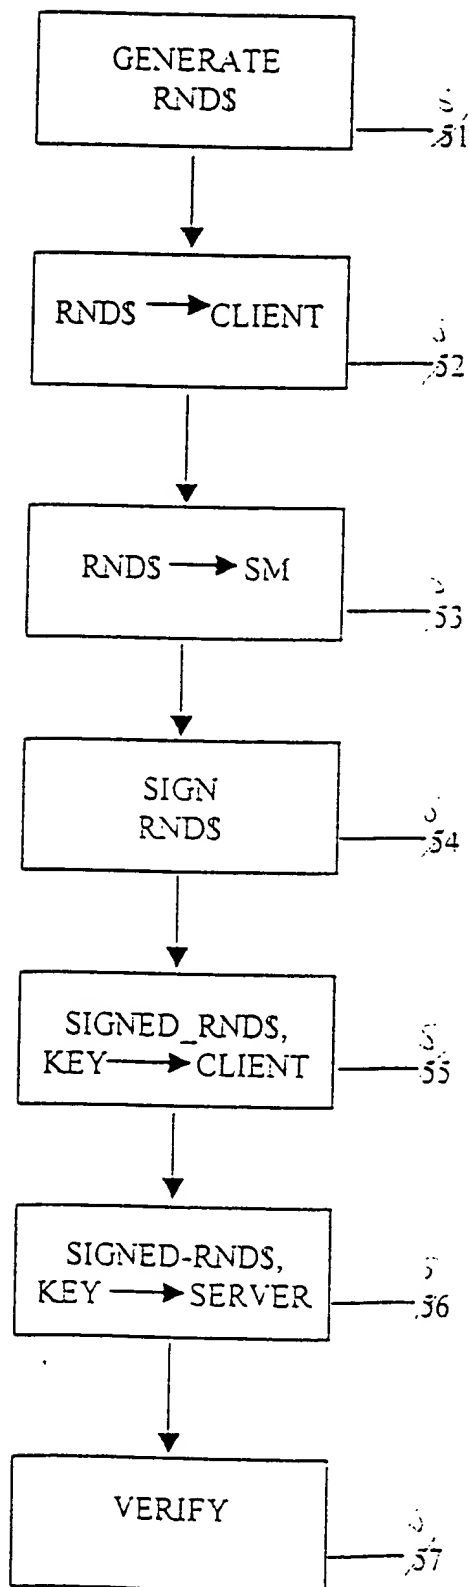 GENERATE
RNDS
51
RNDS → CLIENT
52
RNDS → SM
53
SIGN
RNDS
54
SIGNED_RNDS,
KEY → CLIENT
55
SIGNED-RNDS,
KEY → SERVER
56
VERIFY
57